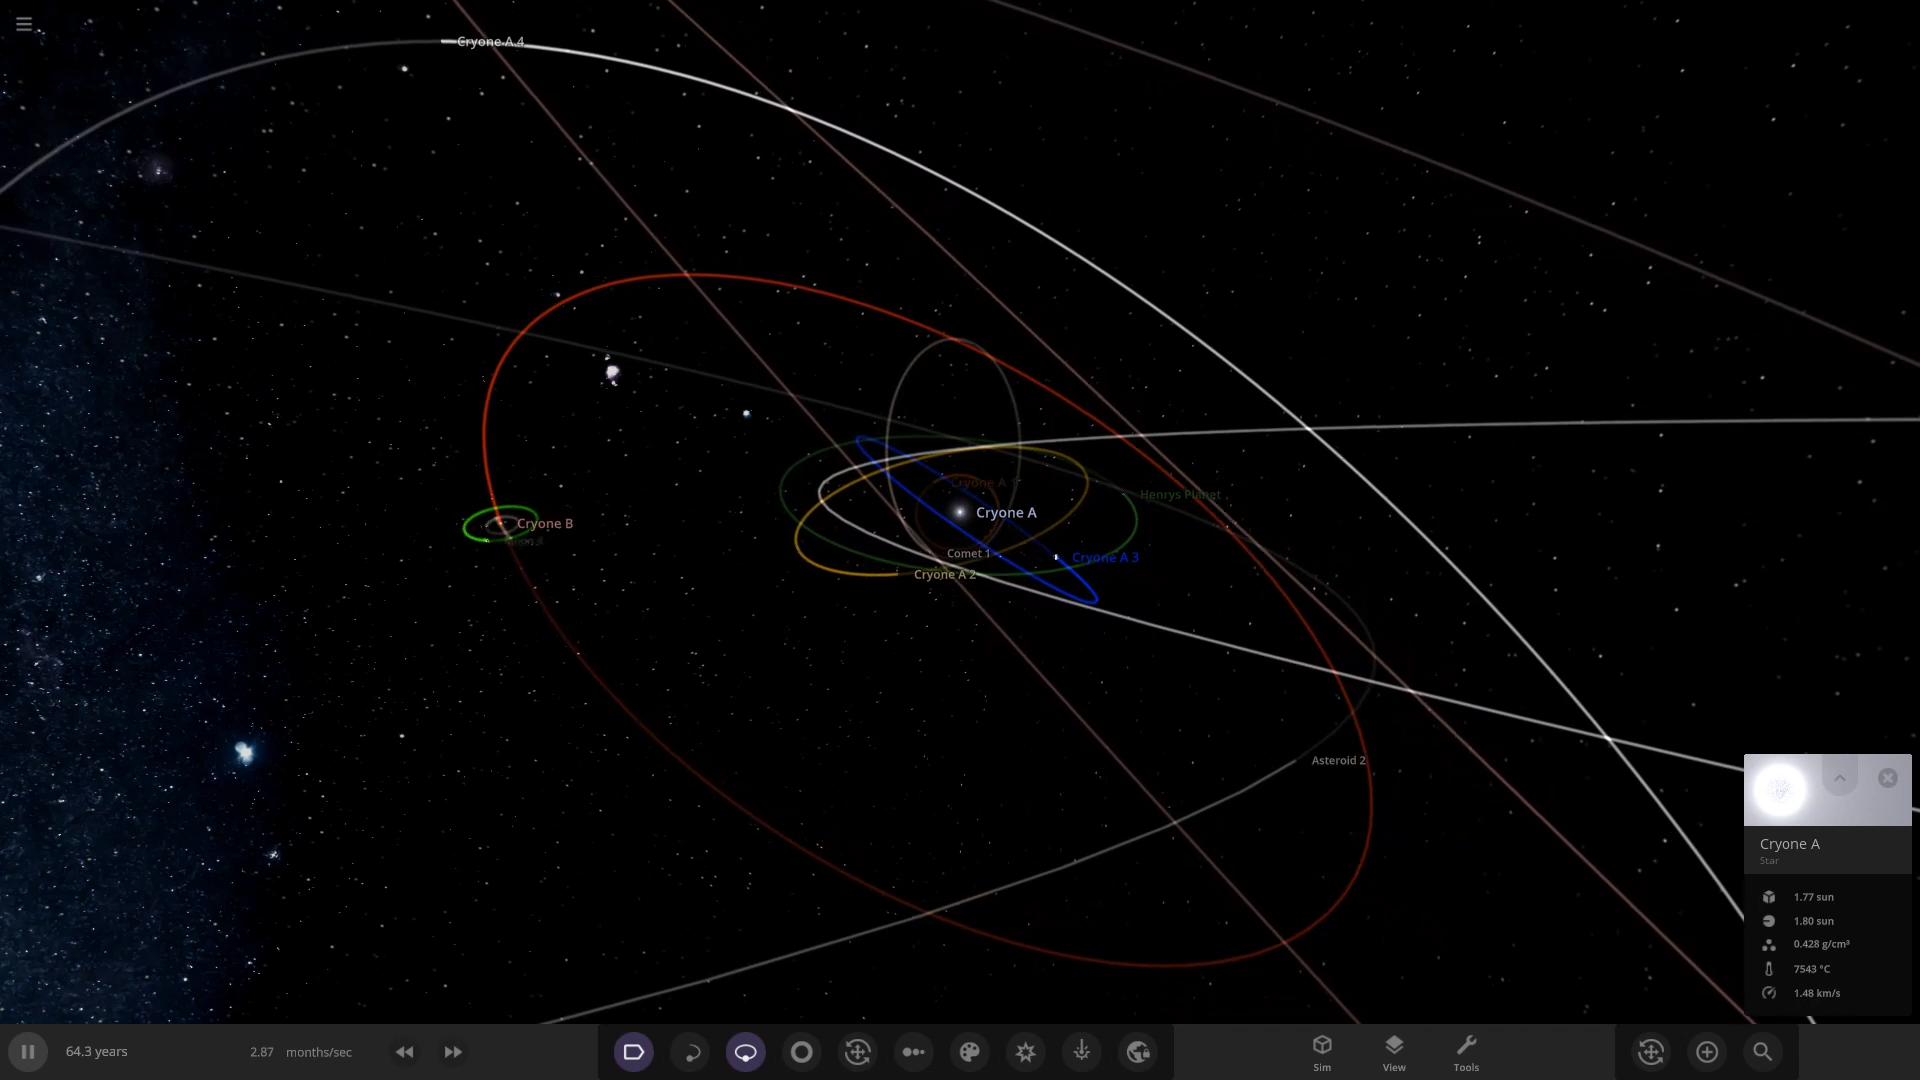 Cryone A 4
Cryone A 1
Henrys Planet
Cryone A
Cryone B
Comet 1
Cryone A 3
Cryone A 2
Asteroid 2
Cryone A
Star
1.77 sun
1.80 sun
0.428 g/cm³
7543 °C
1.48 km/s
64.3 years
2.87 months/sec
Sim
View
Tools